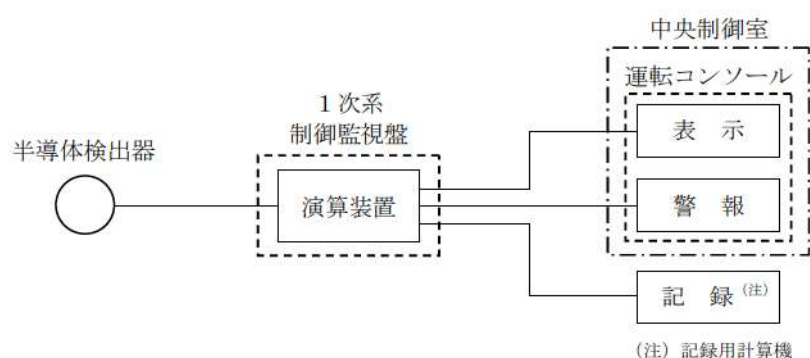 中央制御室
運転コンソール
1次系
制御監視盤
半導体検出器
演算装置
表 示
警 報
記 録 (注)
(注) 記録用計算機